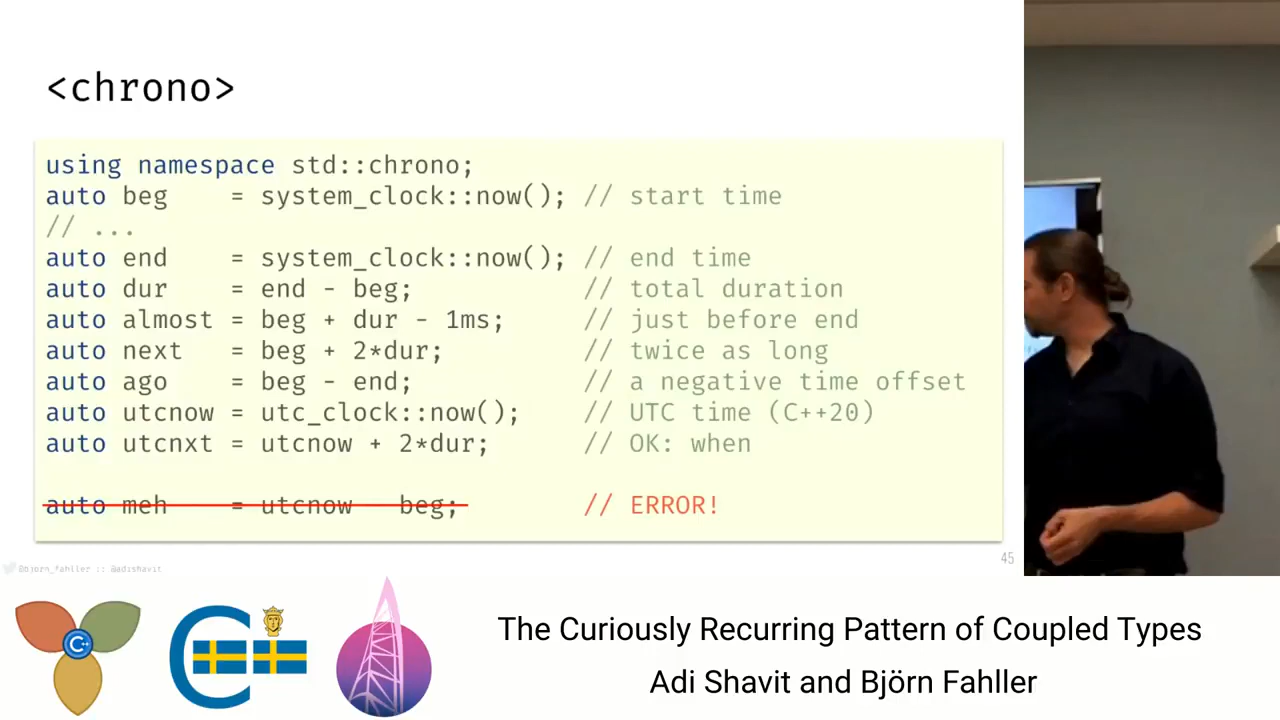 <chrono>
using namespace std::chrono;
auto beg    = system_clock::now(); // start time
// ...
auto end    = system_clock::now(); // end time
auto dur    = end - beg;           // total duration
auto almost = beg + dur - 1ms;     // just before end
auto next   = beg + 2*dur;         // twice as long
auto ago    = beg - end;           // a negative time offset
auto utcnow = utc_clock::now();    // UTC time (C++20)
auto utcnxt = utcnow + 2*dur;      // OK: when
auto meh    = utcnow - beg;        // ERROR!
45
@bjorn_fahller :: @adishavit
C++
The Curiously Recurring Pattern of Coupled Types
Adi Shavit and Björn Fahller